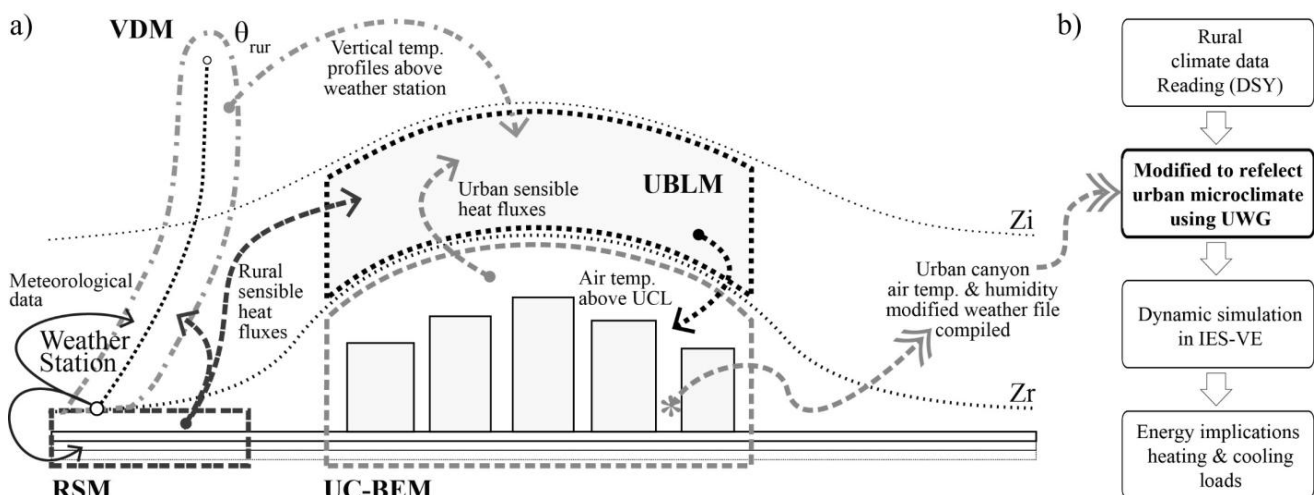 a)
VDM
θrur
Vertical temp.
profiles above
weather station
UBLM
Urban sensible
heat fluxes
Zi
Meteorological
data
Rural
sensible
heat
fluxes
Air temp.
above UCL
Urban canyon
air temp. & humidity
modified weather file
compiled
Weather
Station
Zr
*
RSM
UC-BEM
b)
Rural
climate data
Reading (DSY)
Modified to refelect
urban microclimate
using UWG
Dynamic simulation
in IES-VE
Energy implications
heating & cooling
loads